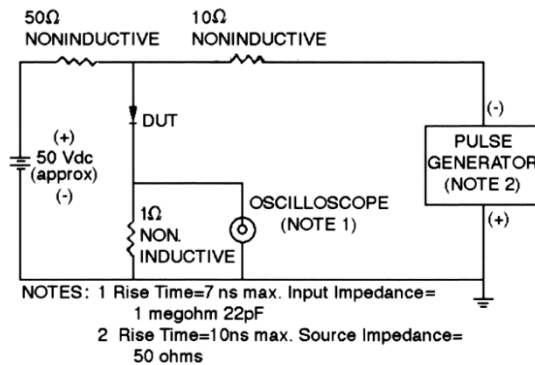 50Ω
NONINDUCTIVE
10Ω
NONINDUCTIVE
DUT
(+)
50 Vdc
(approx)
(-)
1Ω
NON.
INDUCTIVE
OSCILLOSCOPE
(NOTE 1)
(-)
PULSE
GENERATOR
(NOTE 2)
(+)
NOTES: 1 Rise Time=7 ns max. Input Impedance=
1 megohm 22pF
2 Rise Time=10ns max. Source Impedance=
50 ohms